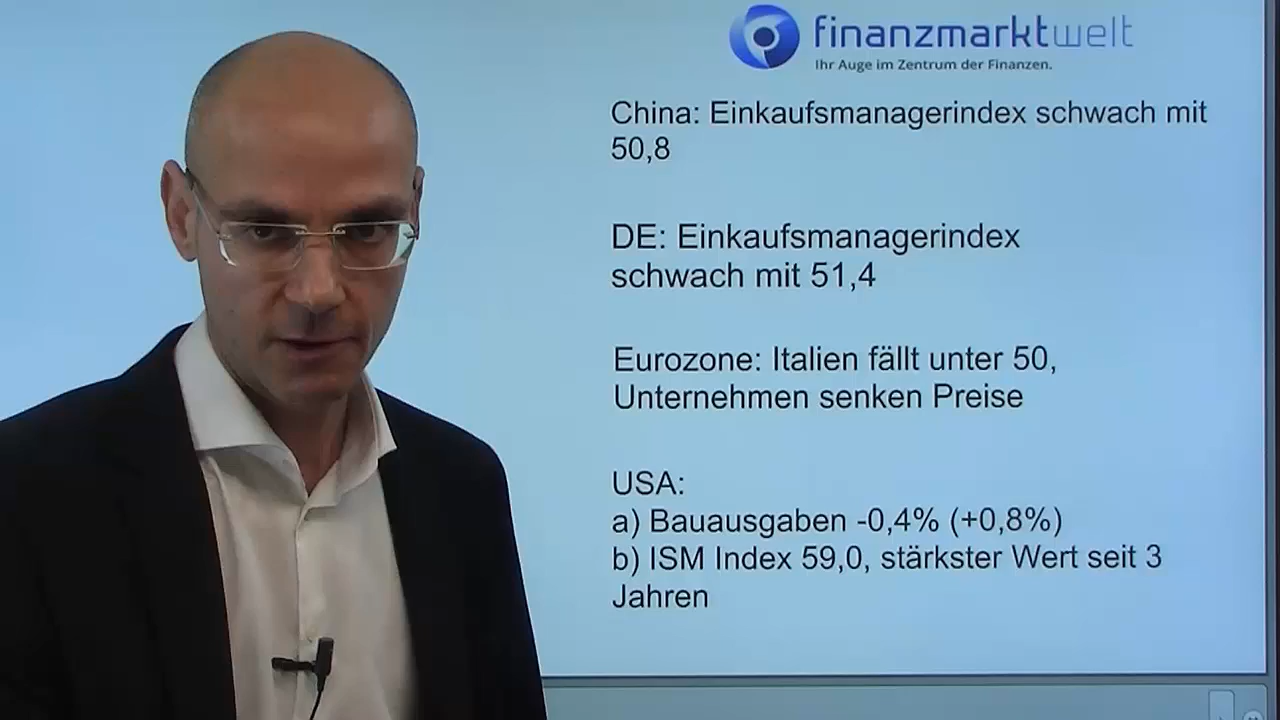 finanzmarktwelt
Ihr Auge im Zentrum der Finanzen.
China: Einkaufsmanagerindex schwach mit
50,8
DE: Einkaufsmanagerindex
schwach mit 51,4
Eurozone: Italien fällt unter 50,
Unternehmen senken Preise
USA:
a) Bauausgaben -0,4% (+0,8%)
b) ISM Index 59,0, stärkster Wert seit 3
Jahren